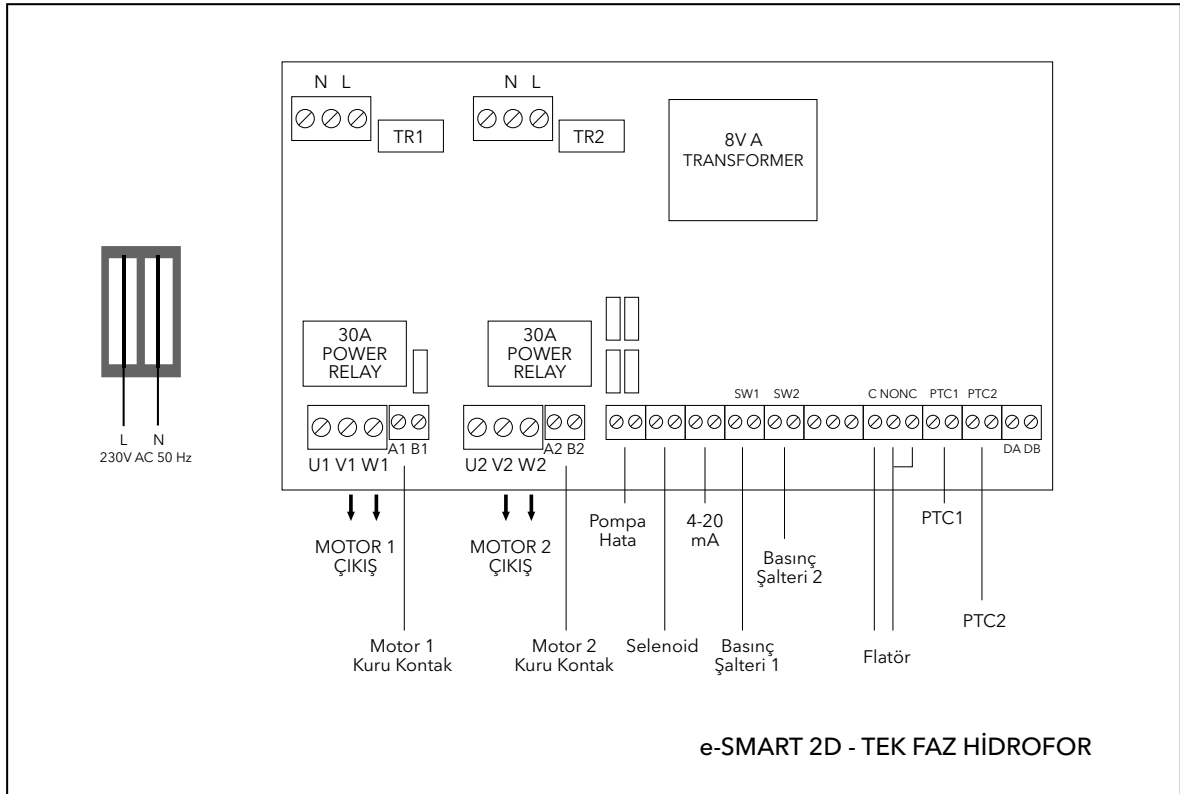 N L
N L
TR1
TR2
8V A
TRANSFORMER
30A
POWER
RELAY
30A
POWER
RELAY
L N
230V AC 50 Hz
SW1 SW2 C NONC PTC1 PTC2
A1 B1
A2 B2
DA DB
U1 V1 W1
U2 V2 W2
MOTOR 1
ÇIKIŞ
MOTOR 2
ÇIKIŞ
Pompa
Hata
4-20
mA
Basınç
Şalteri 2
PTC1
PTC2
Motor 1
Kuru Kontak
Motor 2
Kuru Kontak
Selenoid
Basınç
Şalteri 1
Flatör
e-SMART 2D - TEK FAZ HİDROFOR